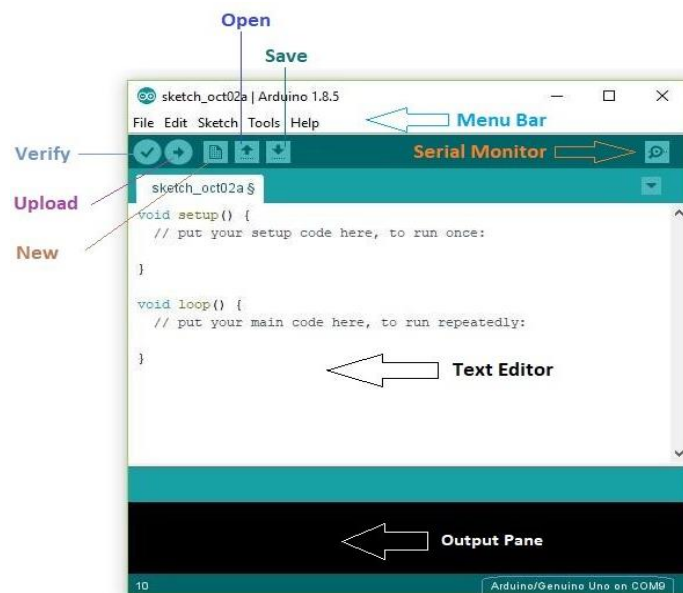 Open
Save
sketch_oct02a | Arduino 1.8.5
File Edit Sketch Tools Help
Menu Bar
Verify
Serial Monitor
Upload
sketch_oct02a §
New
void setup() {
// put your setup code here, to run once:
}
void loop() {
// put your main code here, to run repeatedly:
}
Text Editor
Output Pane
10
Arduino/Genuino Uno on COM9